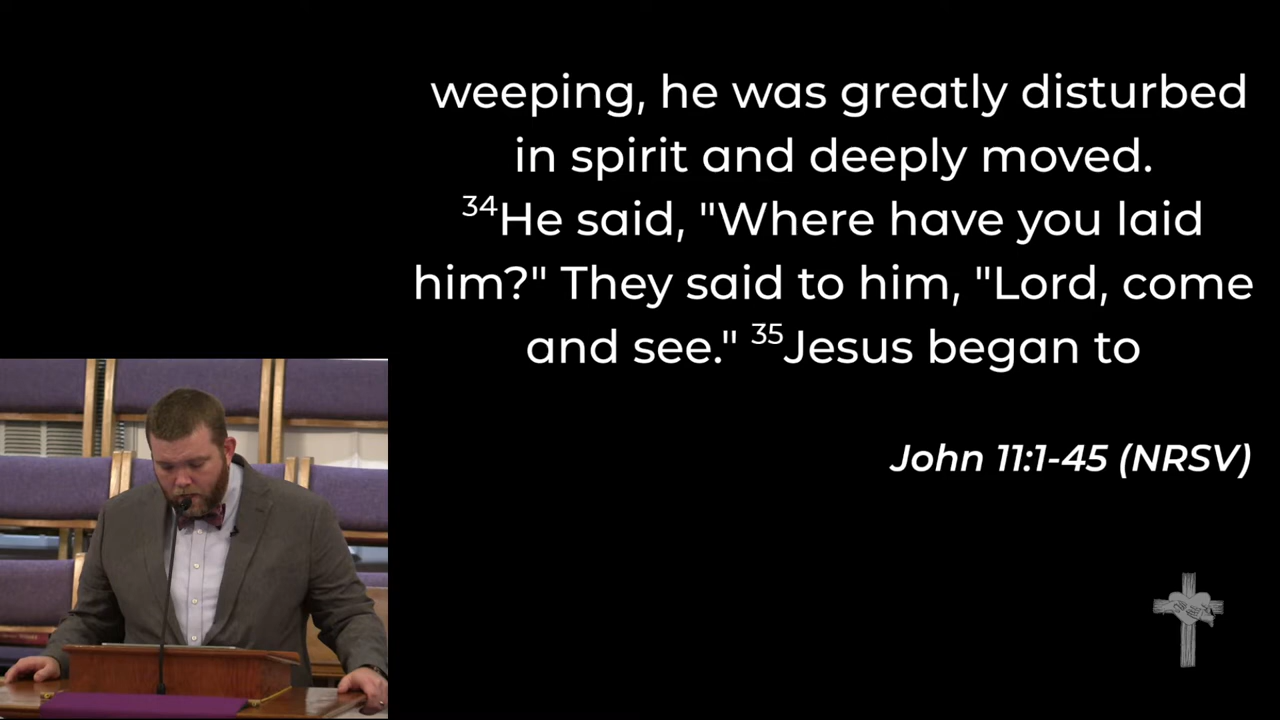 weeping, he was greatly disturbed
in spirit and deeply moved.
³⁴He said, "Where have you laid
him?" They said to him, "Lord, come
and see." ³⁵Jesus began to
John 11:1-45 (NRSV)